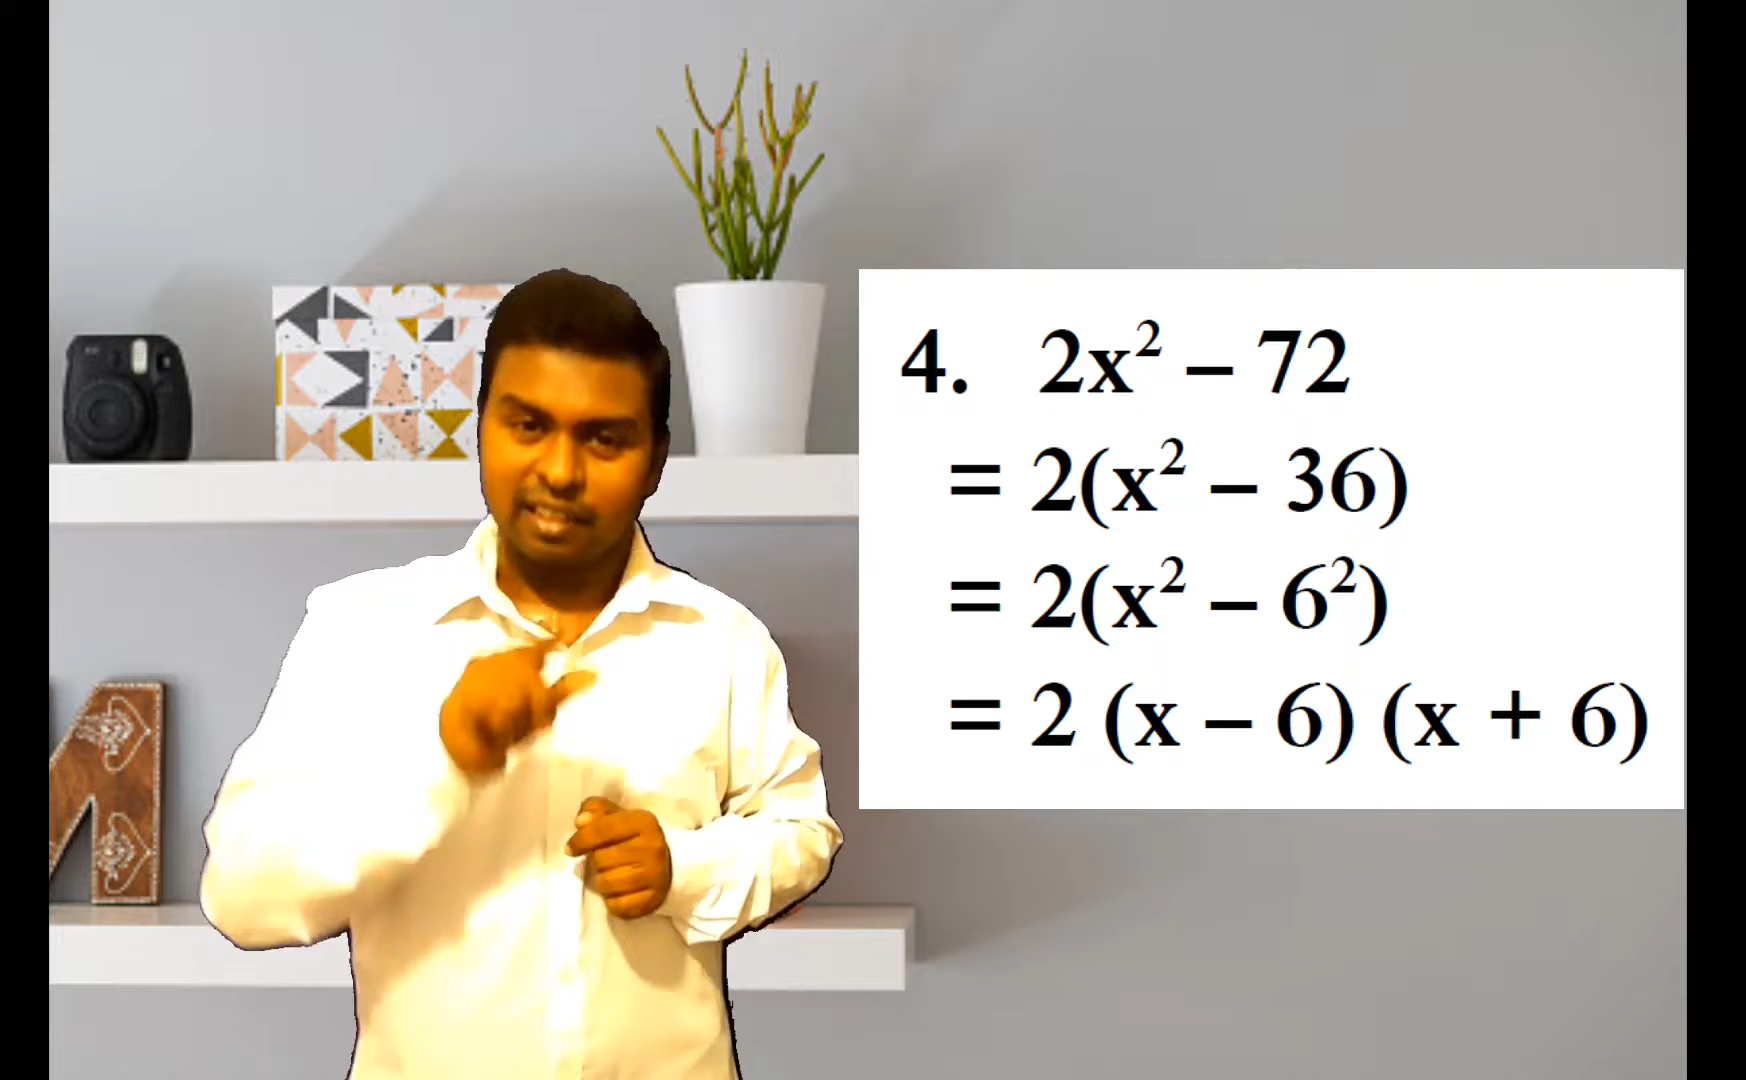 4. 2x² – 72
= 2(x² – 36)
= 2(x² – 6²)
= 2 (x – 6) (x + 6)